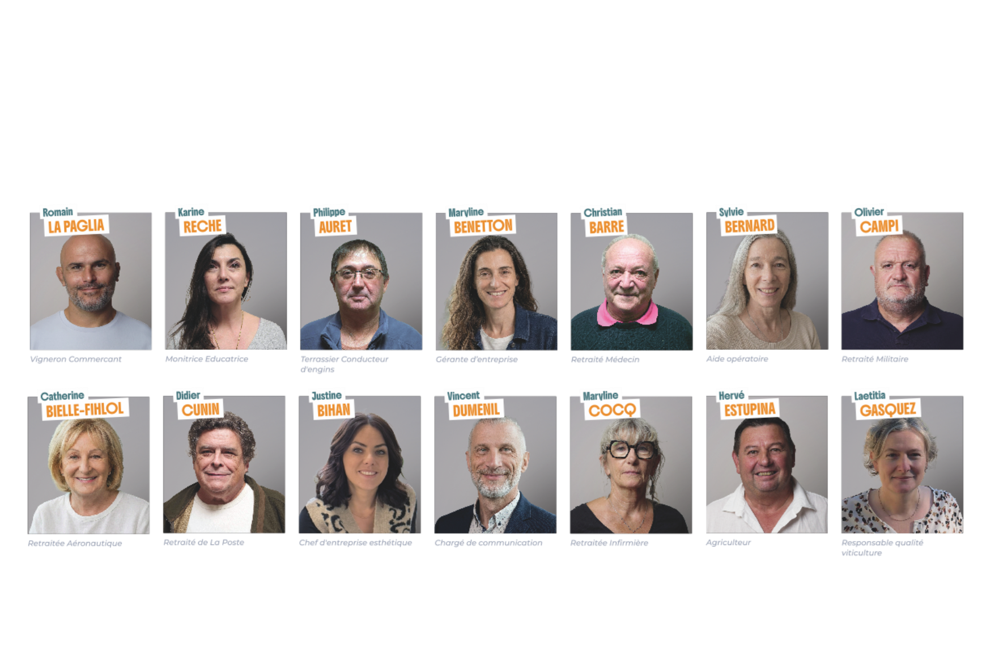 Romain
LA PAGLIA
Vigneron Commercant
Karine
RECHE
Monitrice Educatrice
Philippe
AURET
Terrassier Conducteur
d'engins
Maryline
BENETTON
Gérante d'entreprise
Christian
BARRE
Retraité Médecin
Sylvie
BERNARD
Aide opératoire
Olivier
CAMPI
Retraité Militaire
Catherine
BIELLE-FIHLOL
Retraitée Aéronautique
Didier
CUNIN
Retraité de La Poste
Justine
BIHAN
Chef d'entreprise esthétique
Vincent
DUMENIL
Chargé de communication
Maryline
COCQ
Retraitée Infirmière
Hervé
ESTUPINA
Agriculteur
Laetitia
GASQUEZ
Responsable qualité
viticulture